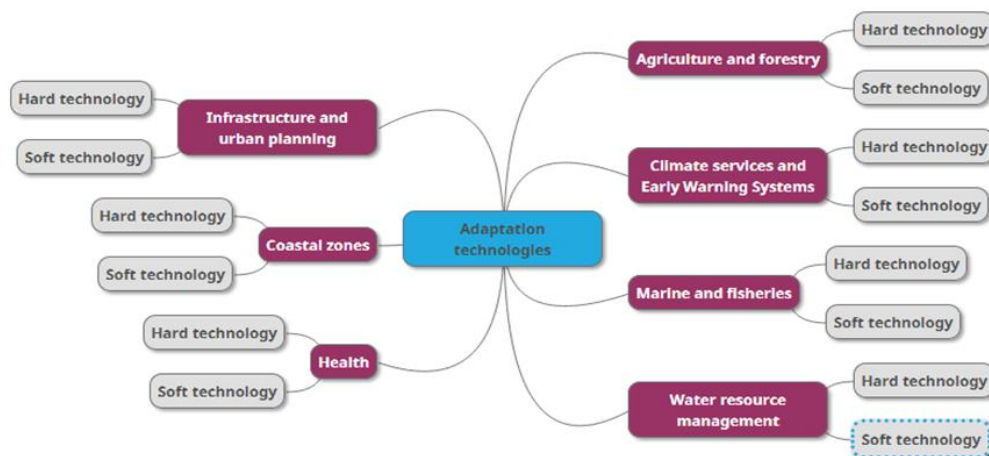 Hard technology
Infrastructure and
urban planning
Soft technology
Hard technology
Coastal zones
Soft technology
Hard technology
Health
Soft technology
Adaptation
technologies
Hard technology
Agriculture and forestry
Soft technology
Hard technology
Climate services and
Early Warning Systems
Soft technology
Hard technology
Marine and fisheries
Soft technology
Hard technology
Water resource
management
Soft technology